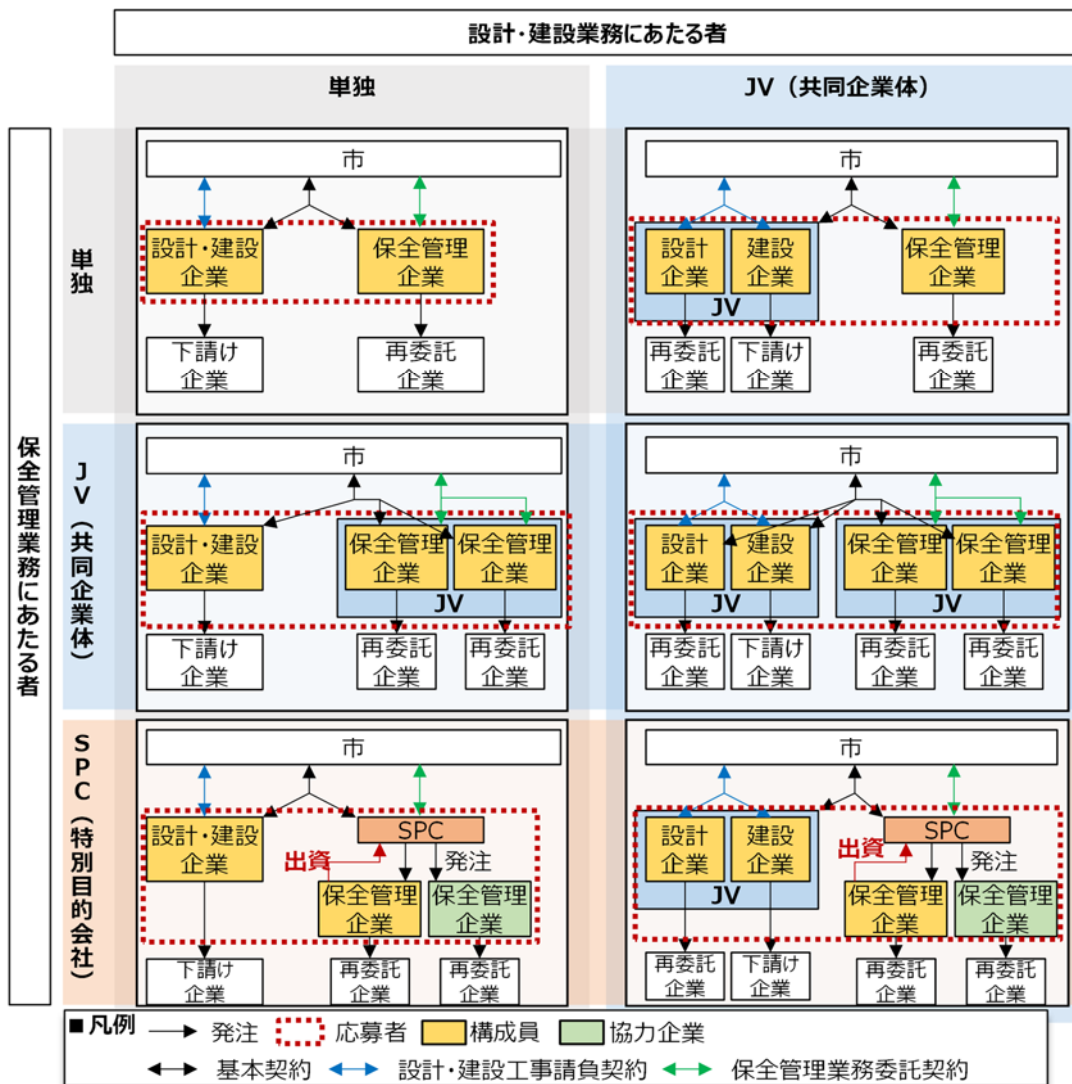 設計・建設業務にあたる者
単独
JV（共同企業体）
保全管理業務にあたる者
単独
市
設計・建設
企業
保全管理
企業
下請け
企業
再委託
企業
市
設計
企業
建設
企業
JV
保全管理
企業
再委託
企業
下請け
企業
再委託
企業
JV（共同企業体）
市
設計・建設
企業
保全管理
企業
保全管理
企業
JV
下請け
企業
再委託
企業
再委託
企業
市
設計
企業
建設
企業
JV
保全管理
企業
保全管理
企業
JV
再委託
企業
下請け
企業
再委託
企業
再委託
企業
SPC（特別目的会社）
市
設計・建設
企業
SPC
出資
発注
保全管理
企業
保全管理
企業
下請け
企業
再委託
企業
再委託
企業
市
設計
企業
建設
企業
JV
SPC
出資
発注
保全管理
企業
保全管理
企業
再委託
企業
下請け
企業
再委託
企業
再委託
企業
■凡例 発注 応募者 構成員 協力企業
基本契約 設計・建設工事請負契約 保全管理業務委託契約